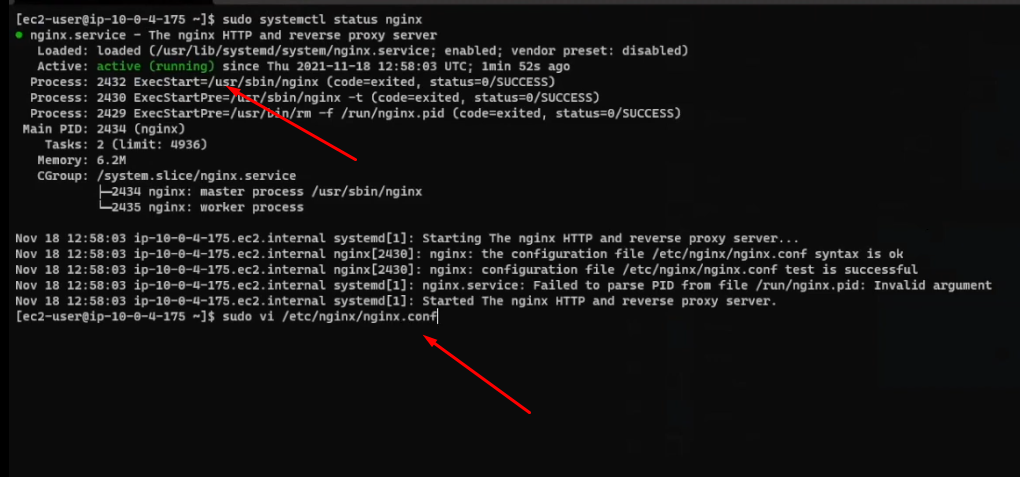 [ec2-user@ip-10-0-4-175 ~]$ sudo systemctl status nginx
● nginx.service - The nginx HTTP and reverse proxy server
Loaded: loaded (/usr/lib/systemd/system/nginx.service; enabled; vendor preset: disabled)
Active: active (running) since Thu 2021-11-18 12:58:03 UTC; 1min 52s ago
Process: 2432 ExecStart=/usr/sbin/nginx (code=exited, status=0/SUCCESS)
Process: 2430 ExecStartPre=/usr/sbin/nginx -t (code=exited, status=0/SUCCESS)
Process: 2429 ExecStartPre=/usr/bin/rm -f /run/nginx.pid (code=exited, status=0/SUCCESS)
Main PID: 2434 (nginx)
Tasks: 2 (limit: 4936)
Memory: 6.2M
CGroup: /system.slice/nginx.service
├─2434 nginx: master process /usr/sbin/nginx
└─2435 nginx: worker process
Nov 18 12:58:03 ip-10-0-4-175.ec2.internal systemd[1]: Starting The nginx HTTP and reverse proxy server...
Nov 18 12:58:03 ip-10-0-4-175.ec2.internal nginx[2430]: nginx: the configuration file /etc/nginx/nginx.conf syntax is ok
Nov 18 12:58:03 ip-10-0-4-175.ec2.internal nginx[2430]: nginx: configuration file /etc/nginx/nginx.conf test is successful
Nov 18 12:58:03 ip-10-0-4-175.ec2.internal systemd[1]: nginx.service: Failed to parse PID from file /run/nginx.pid: Invalid argument
Nov 18 12:58:03 ip-10-0-4-175.ec2.internal systemd[1]: Started The nginx HTTP and reverse proxy server.
[ec2-user@ip-10-0-4-175 ~]$ sudo vi /etc/nginx/nginx.conf